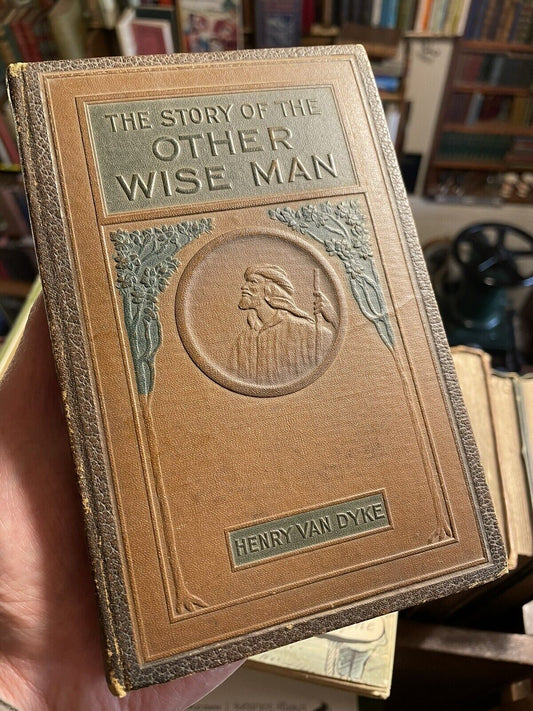 THE STORY OF THE
OTHER
WISE MAN
HENRY VAN DYKE